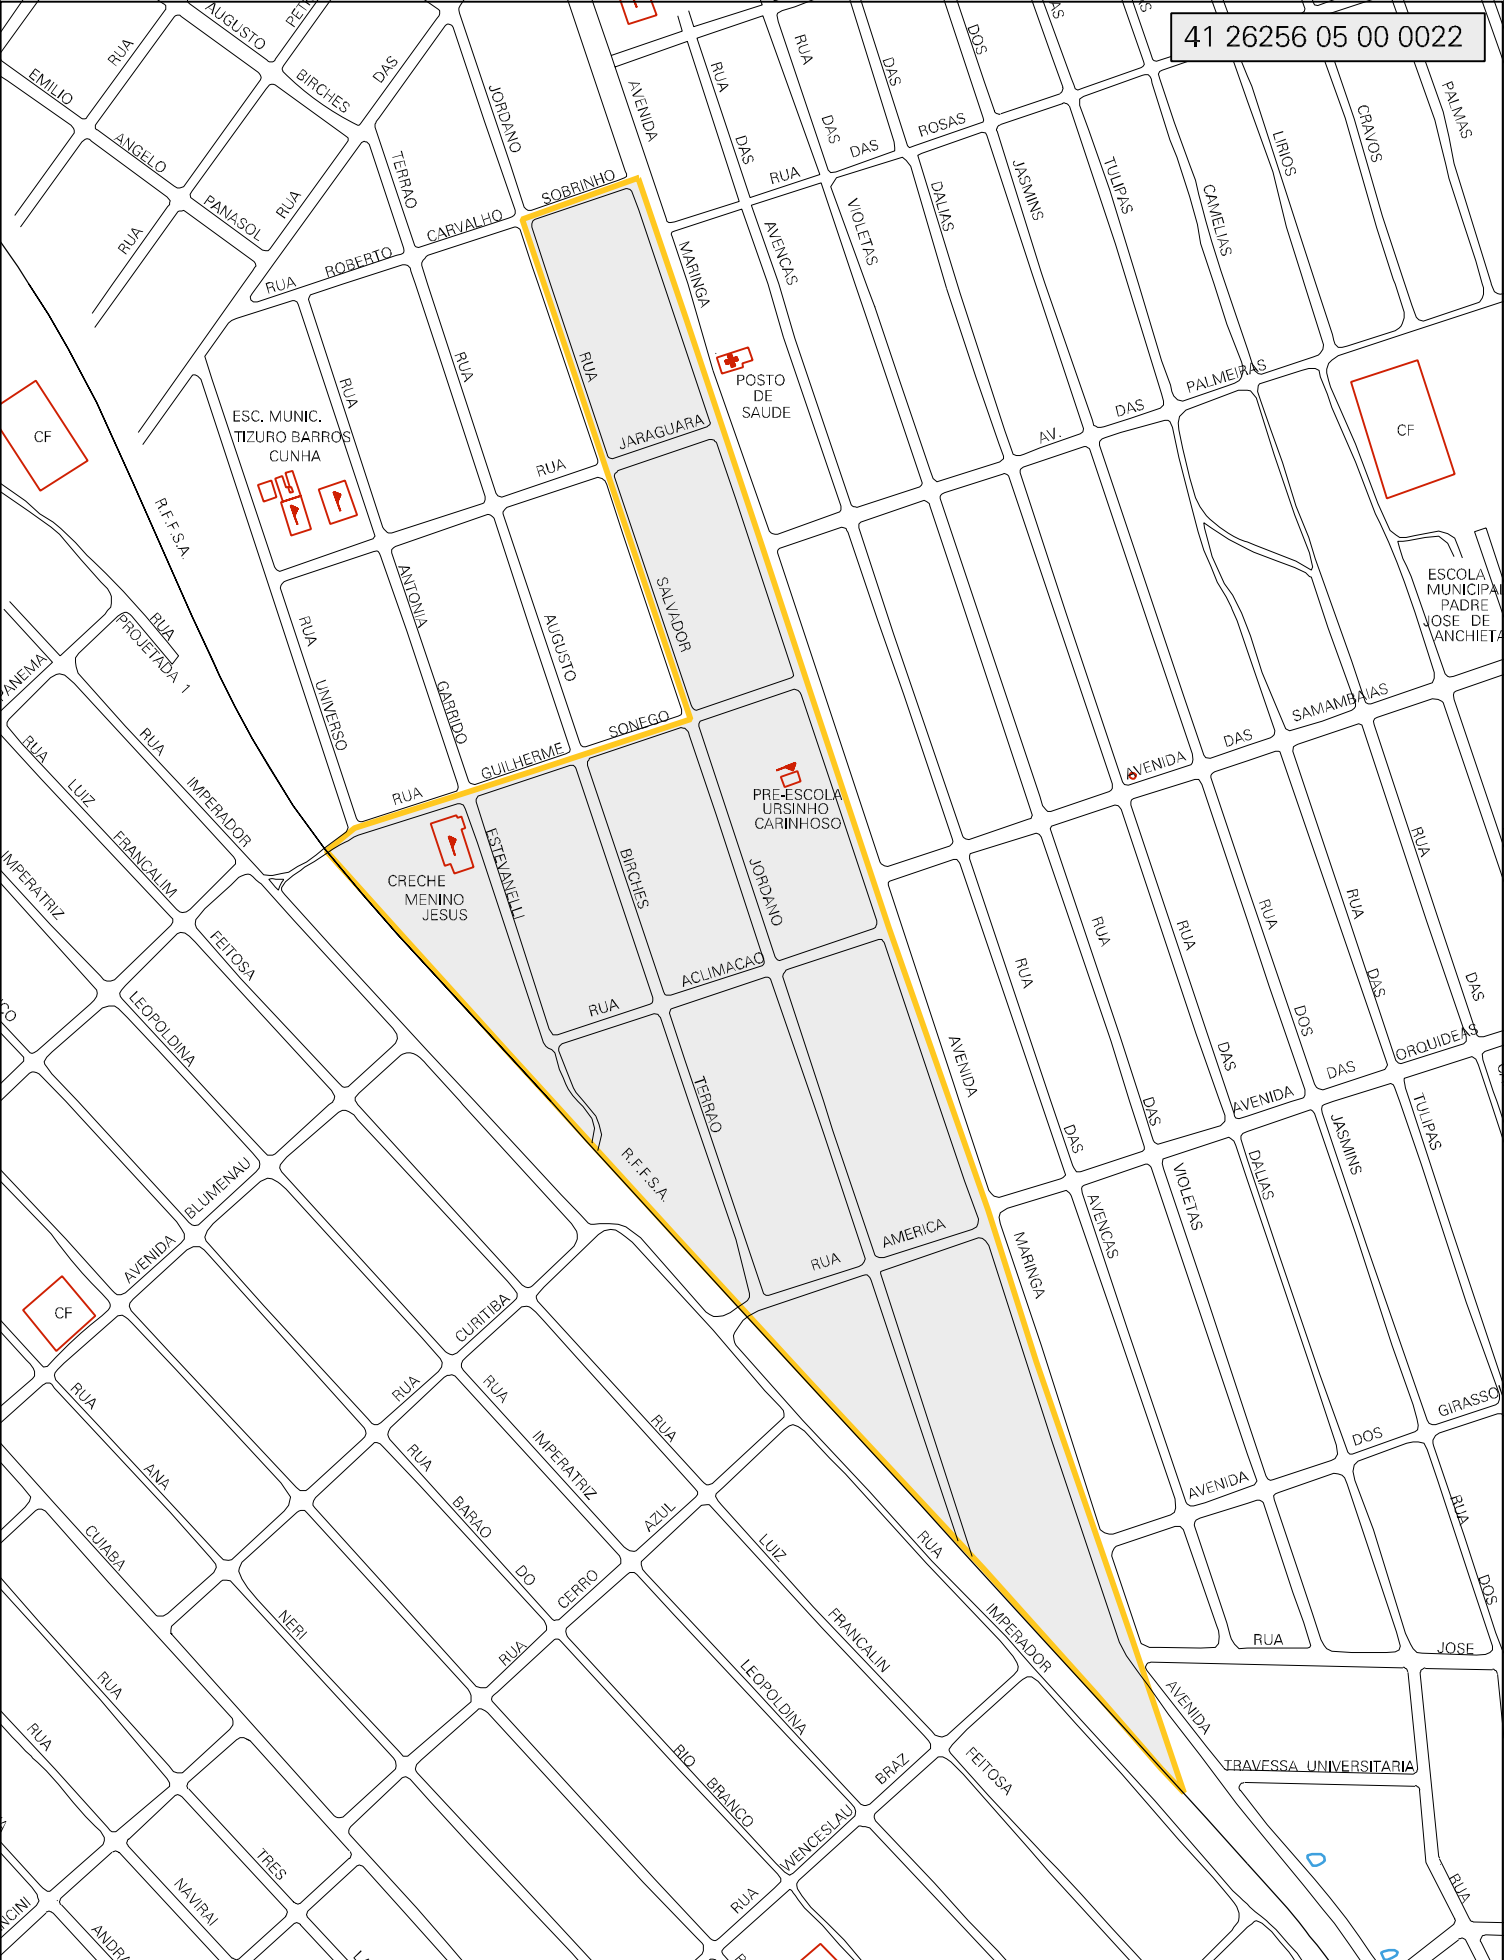 41 26256 05 00 0022
AUGUSTO
RUA
EMILIO
BIRCHES
DAS
ANGELO
PANASOL
RUA
RUA
TERRAO
JORDANO
AVENIDA
RUA
DAS
RUA
DAS
DAS
DAS
ROSAS
DOS
RUA
SOBRINHO
CARVALHO
ROBERTO
RUA
JASMINS
TULIPAS
CAMELIAS
LIRIOS
CRAVOS
PALMAS
DALIAS
VIOLETAS
AVENCAS
MARINGA
POSTO
DE
SAUDE
PALMEIRAS
DAS
AV.
CF
CF
ESC. MUNIC.
TIZURO BARROS
CUNHA
RUA
RUA
RUA
JARAGUARA
RUA
R.F.F.S.A.
RUA
PROJETADA 1
RUA
UNIVERSO
ANTONIA
GARRIDO
AUGUSTO
SALVADOR
SONEGO
GUILHERME
RUA
ESCOLA
MUNICIPAL
PADRE
JOSE DE
ANCHIETA
SAMAMBAIAS
DAS
AVENIDA
PRE-ESCOLA
URSINHO
CARINHOSO
CRECHE
MENINO
JESUS
ESTEVANELLI
BIRCHES
JORDANO
ACLIMACAO
RUA
RUA
IMPERADOR
RUA
LUIZ
FRANCALIM
IMPERATRIZ
FEITOSA
LEOPOLDINA
RUA
RUA
RUA
RUA
RUA
RUA
DAS
DAS
DOS
DAS
DAS
DAS
ORQUIDEAS
DAS
AVENIDA
AVENIDA
TERRAO
R.F.F.S.A.
AMERICA
RUA
MARINGA
AVENCAS
VIOLETAS
DALIAS
JASMINS
TULIPAS
BLUMENAU
AVENIDA
CF
CURITIBA
RUA
RUA
ANA
NERI
RUA
IMPERATRIZ
RUA
RUA
BARAO
DO
CERRO
AZUL
RUA
CUIABA
RUA
RUA
LUIZ
FRANCALIN
RUA
IMPERADOR
LEOPOLDINA
RIO
BRANCO
BRAZ
WENCESLAU
RUA
FEITOSA
TRES
NAVIRAI
GIRASSO
DOS
AVENIDA
RUA
DOS
RUA
JOSE
AVENIDA
TRAVESSA UNIVERSITARIA
RUA